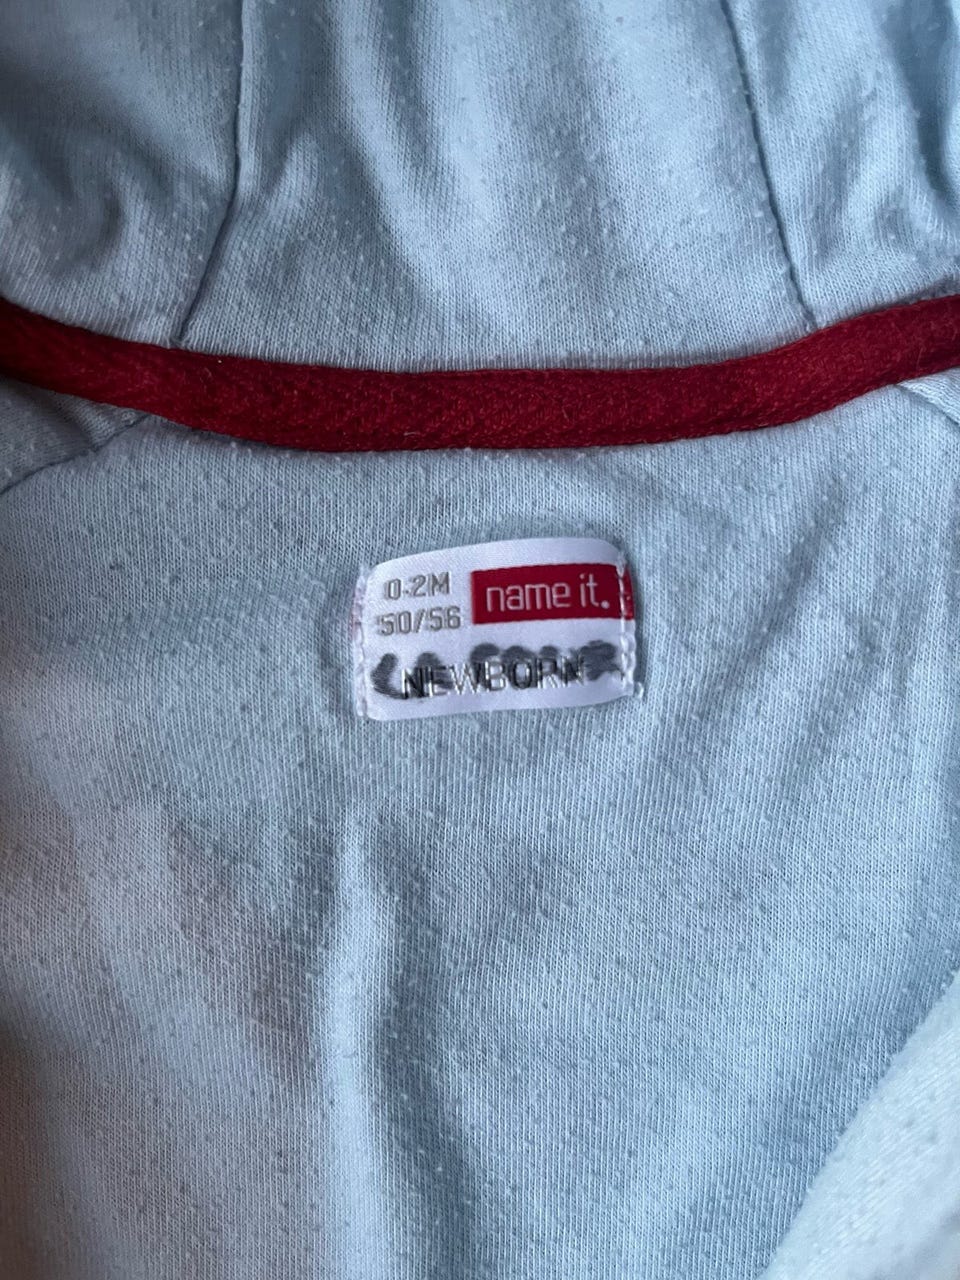 0-2M
50/56
name it.
NEWBORN